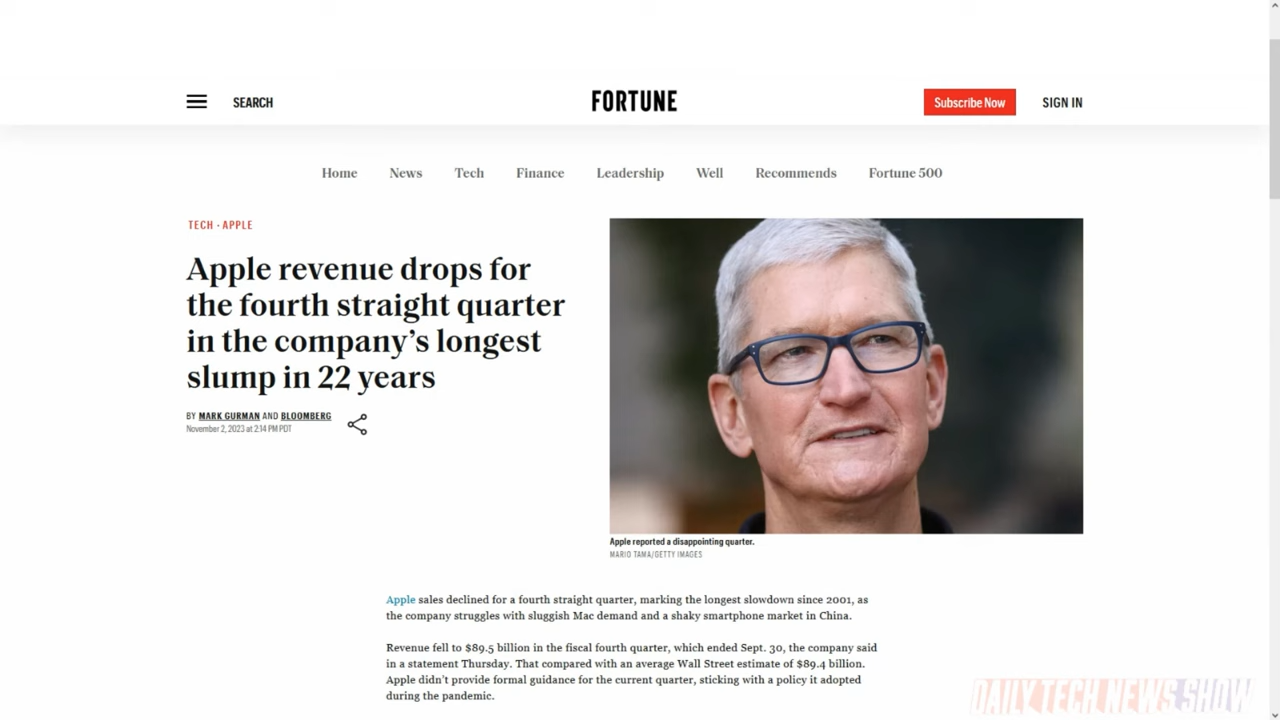 SEARCH
FORTUNE
Subscribe Now
SIGN IN
Home
News
Tech
Finance
Leadership
Well
Recommends
Fortune 500
TECH · APPLE
Apple revenue drops for
the fourth straight quarter
in the company's longest
slump in 22 years
BY MARK GURMAN AND BLOOMBERG
November 2, 2023 at 2:14 PM PDT
Apple reported a disappointing quarter.
MARIO TAMA/GETTY IMAGES
Apple sales declined for a fourth straight quarter, marking the longest slowdown since 2001, as
the company struggles with sluggish Mac demand and a shaky smartphone market in China.
Revenue fell to $89.5 billion in the fiscal fourth quarter, which ended Sept. 30, the company said
in a statement Thursday. That compared with an average Wall Street estimate of $89.4 billion.
Apple didn't provide formal guidance for the current quarter, sticking with a policy it adopted
during the pandemic.
DAILY TECH NEWS SHOW